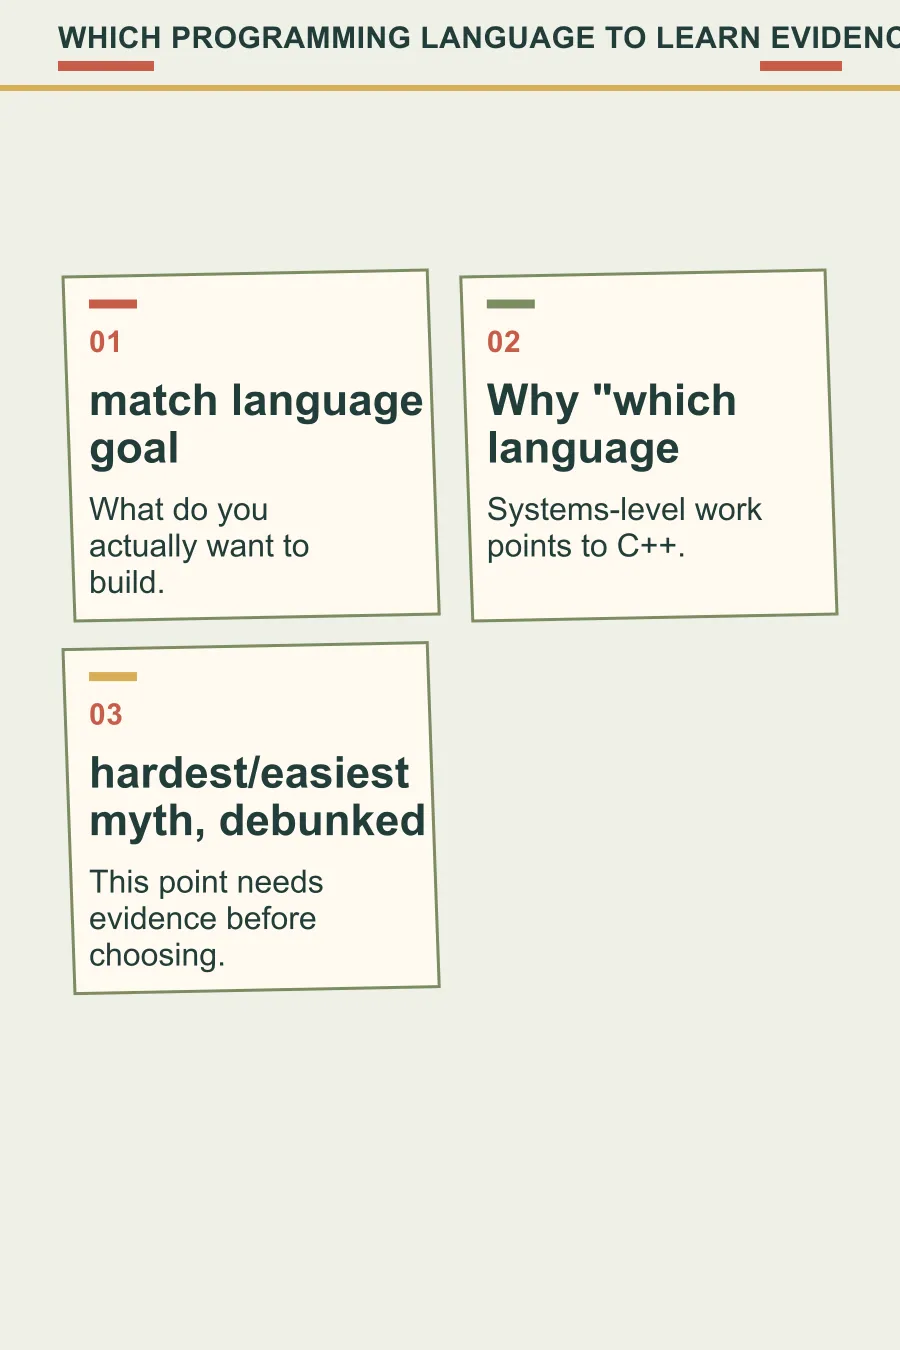 WHICH PROGRAMMING LANGUAGE TO LEARN EVIDENC
01
match language
goal
What do you
actually want to
build.
02
Why "which
language
Systems-level work
points to C++.
03
hardest/easiest
myth, debunked
This point needs
evidence before
choosing.